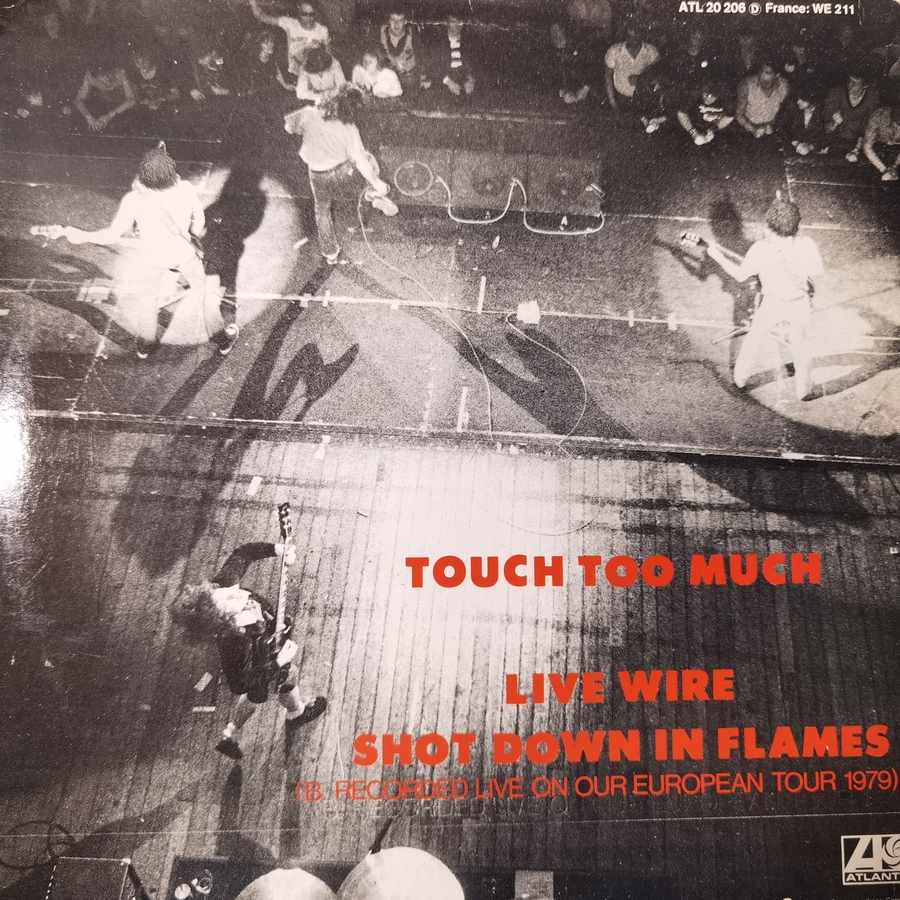 ATL 20 206 Ⓓ France: WE 211
TOUCH TOO MUCH
LIVE WIRE
SHOT DOWN IN FLAMES
(B. RECORDED LIVE ON OUR EUROPEAN TOUR 1979)
ATLANT